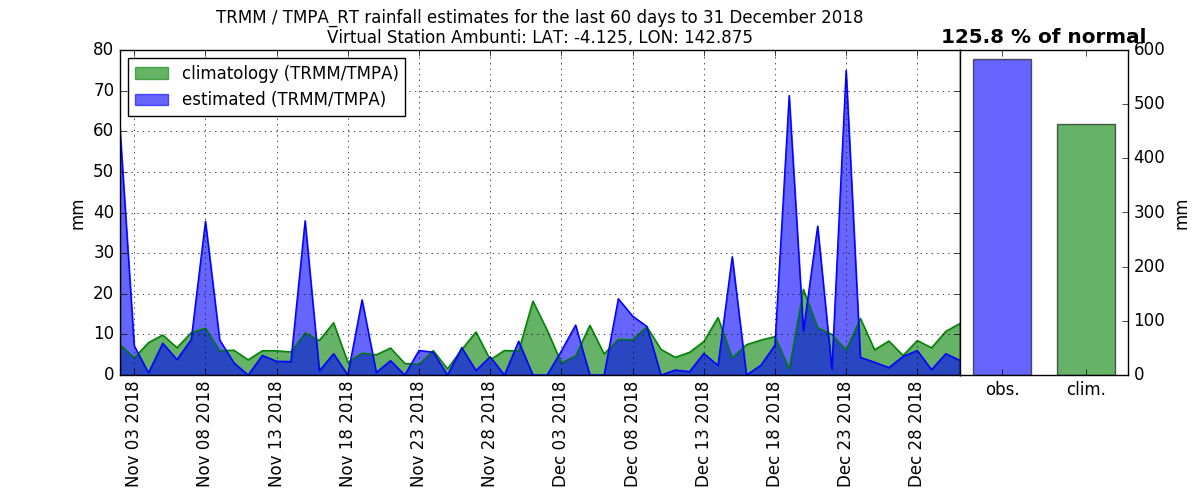 TRMM / TMPA_RT rainfall estimates for the last 60 days to 31 December 2018
Virtual Station Ambunti: LAT: -4.125, LON: 142.875
125.8 % of normal
climatology (TRMM/TMPA)
estimated (TRMM/TMPA)
80
70
60
50
40
30
20
10
0
mm
Nov 03 2018
Nov 08 2018
Nov 13 2018
Nov 18 2018
Nov 23 2018
Nov 28 2018
Dec 03 2018
Dec 08 2018
Dec 13 2018
Dec 18 2018
Dec 23 2018
Dec 28 2018
obs.
clim.
600
500
400
300
200
100
0
mm